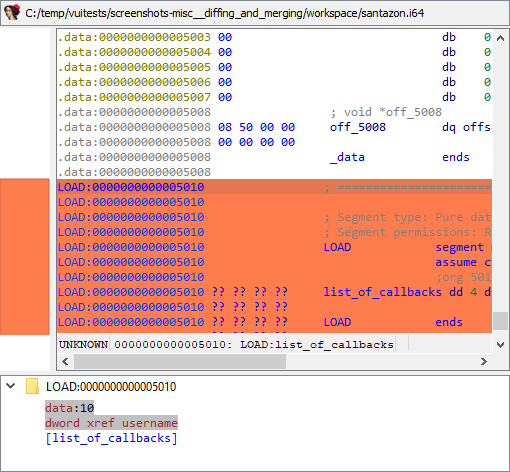 C:/temp/vuitests/screenshots-misc__diffing_and_merging/workspace/santazon.i64
.data:0000000000005003 00 db 0
.data:0000000000005004 00 db 0
.data:0000000000005005 00 db 0
.data:0000000000005006 00 db 0
.data:0000000000005007 00 db 0
.data:0000000000005008 ; void *off_5008
.data:0000000000005008 08 50 00 00 off_5008 dq offs
.data:0000000000005008 00 00 00 00
.data:0000000000005008 _data ends
.data:0000000000005008
LOAD:0000000000005010 ; ======================
LOAD:0000000000005010
LOAD:0000000000005010 ; Segment type: Pure dat
LOAD:0000000000005010 ; Segment permissions: R
LOAD:0000000000005010 LOAD segment
LOAD:0000000000005010 assume c
LOAD:0000000000005010 ;org 501
LOAD:0000000000005010 ?? ?? ?? ?? list_of_callbacks dd 4 d
LOAD:0000000000005010 ?? ?? ?? ??
LOAD:0000000000005010 ?? ?? ?? ?? LOAD ends
UNKNOWN 0000000000005010: LOAD:list_of_callbacks
LOAD:0000000000005010
data:10
dword xref username
[list_of_callbacks]